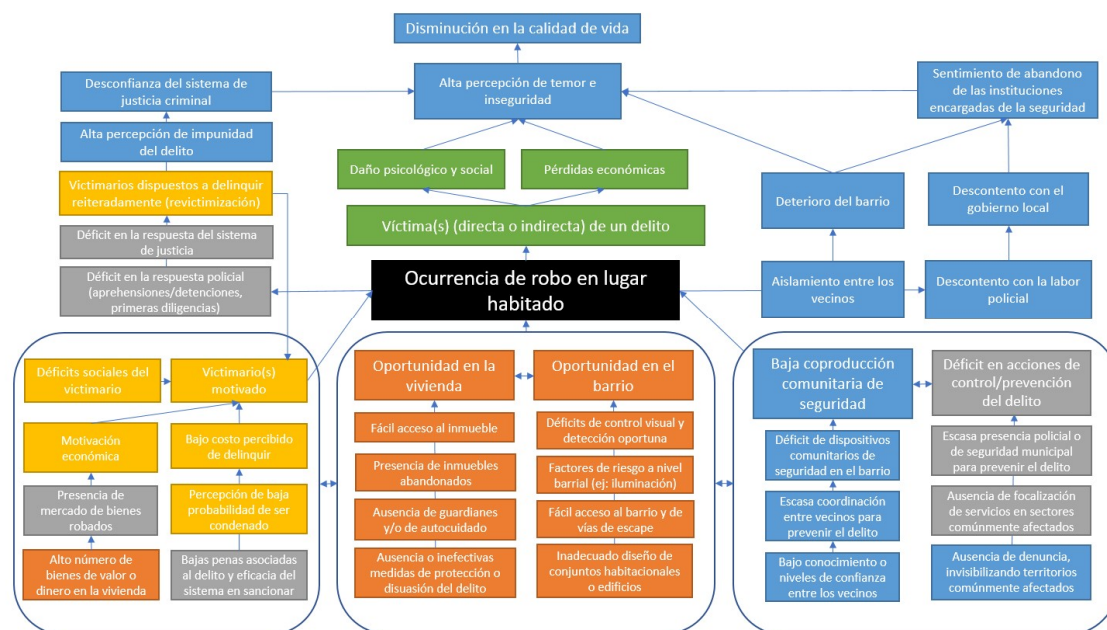 Disminución en la calidad de vida
Desconfianza del sistema de
justicia criminal
Alta percepción de temor e
inseguridad
Sentimiento de abandono
de las instituciones
encargadas de la seguridad
Alta percepción de impunidad
del delito
Daño psicológico y social
Pérdidas económicas
Victimarios dispuestos a delinquir
reiteradamente (revictimización)
Deterioro del barrio
Descontento con el
gobierno local
Víctima(s) (directa o indirecta) de un delito
Déficit en la respuesta del sistema
de justicia
Déficit en la respuesta policial
(aprehensiones/detenciones,
primeras diligencias)
Ocurrencia de robo en lugar
habitado
Aislamiento entre los
vecinos
Descontento con la labor
policial
Déficits sociales del
victimario
Victimario(s)
motivado
Motivación
económica
Bajo costo percibido
de delinquir
Presencia de
mercado de bienes
robados
Percepción de baja
probabilidad de ser
condenado
Alto número de
bienes de valor o
dinero en la vivienda
Bajas penas asociadas
al delito y eficacia del
sistema en sancionar
Oportunidad en la
vivienda
Oportunidad en el
barrio
Fácil acceso al inmueble
Déficits de control visual y
detección oportuna
Presencia de inmuebles
abandonados
Factores de riesgo a nivel
barrial (ej: iluminación)
Ausencia de guardianes
y/o de autocuidado
Fácil acceso al barrio y de
vías de escape
Ausencia o inefectivas
medidas de protección o
disuasión del delito
Inadecuado diseño de
conjuntos habitacionales
o edificios
Baja coproducción
comunitaria de
seguridad
Déficit en acciones de
control/prevención
del delito
Déficit de dispositivos
comunitarios de
seguridad en el barrio
Escasa presencia policial o
de seguridad municipal
para prevenir el delito
Escasa coordinación
entre vecinos para
prevenir el delito
Ausencia de focalización
de servicios en sectores
comúnmente afectados
Bajo conocimiento o
niveles de confianza
entre los vecinos
Ausencia de denuncia,
invisibilizando territorios
comúnmente afectados